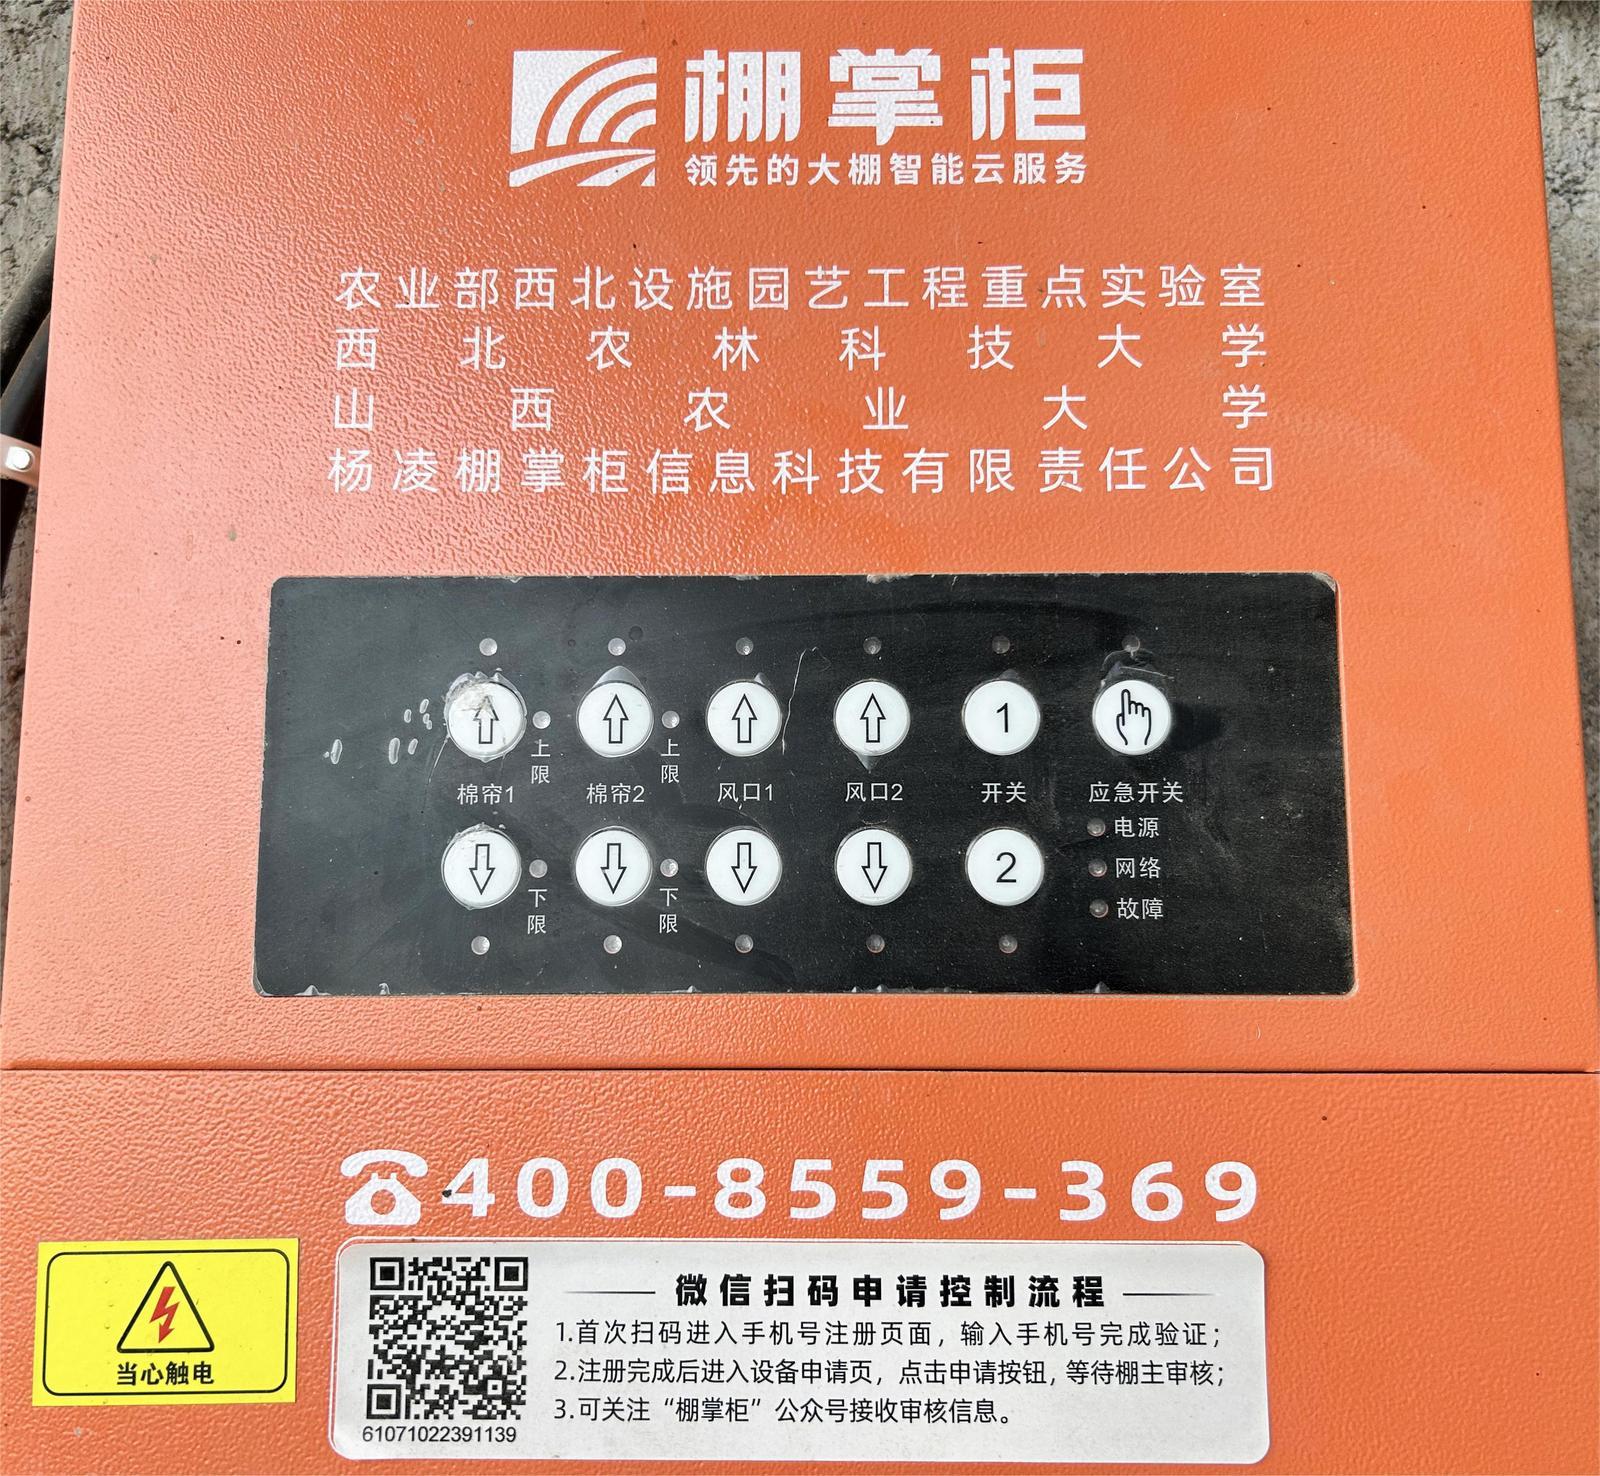 棚掌柜
领先的大棚智能云服务
农业部西北设施园艺工程重点实验室
西北农林科技大学
山西农业大学
杨凌棚掌柜信息科技有限责任公司
1
上限
上限
棉帘1
棉帘2
风口1
风口2
开关
应急开关
电源
2
网络
下限
下限
故障
400-8559-369
当心触电
微信扫码申请控制流程
1.首次扫码进入手机号注册页面，输入手机号完成验证；
2.注册完成后进入设备申请页，点击申请按钮，等待棚主审核；
3.可关注“棚掌柜”公众号接收审核信息。
61071022391139